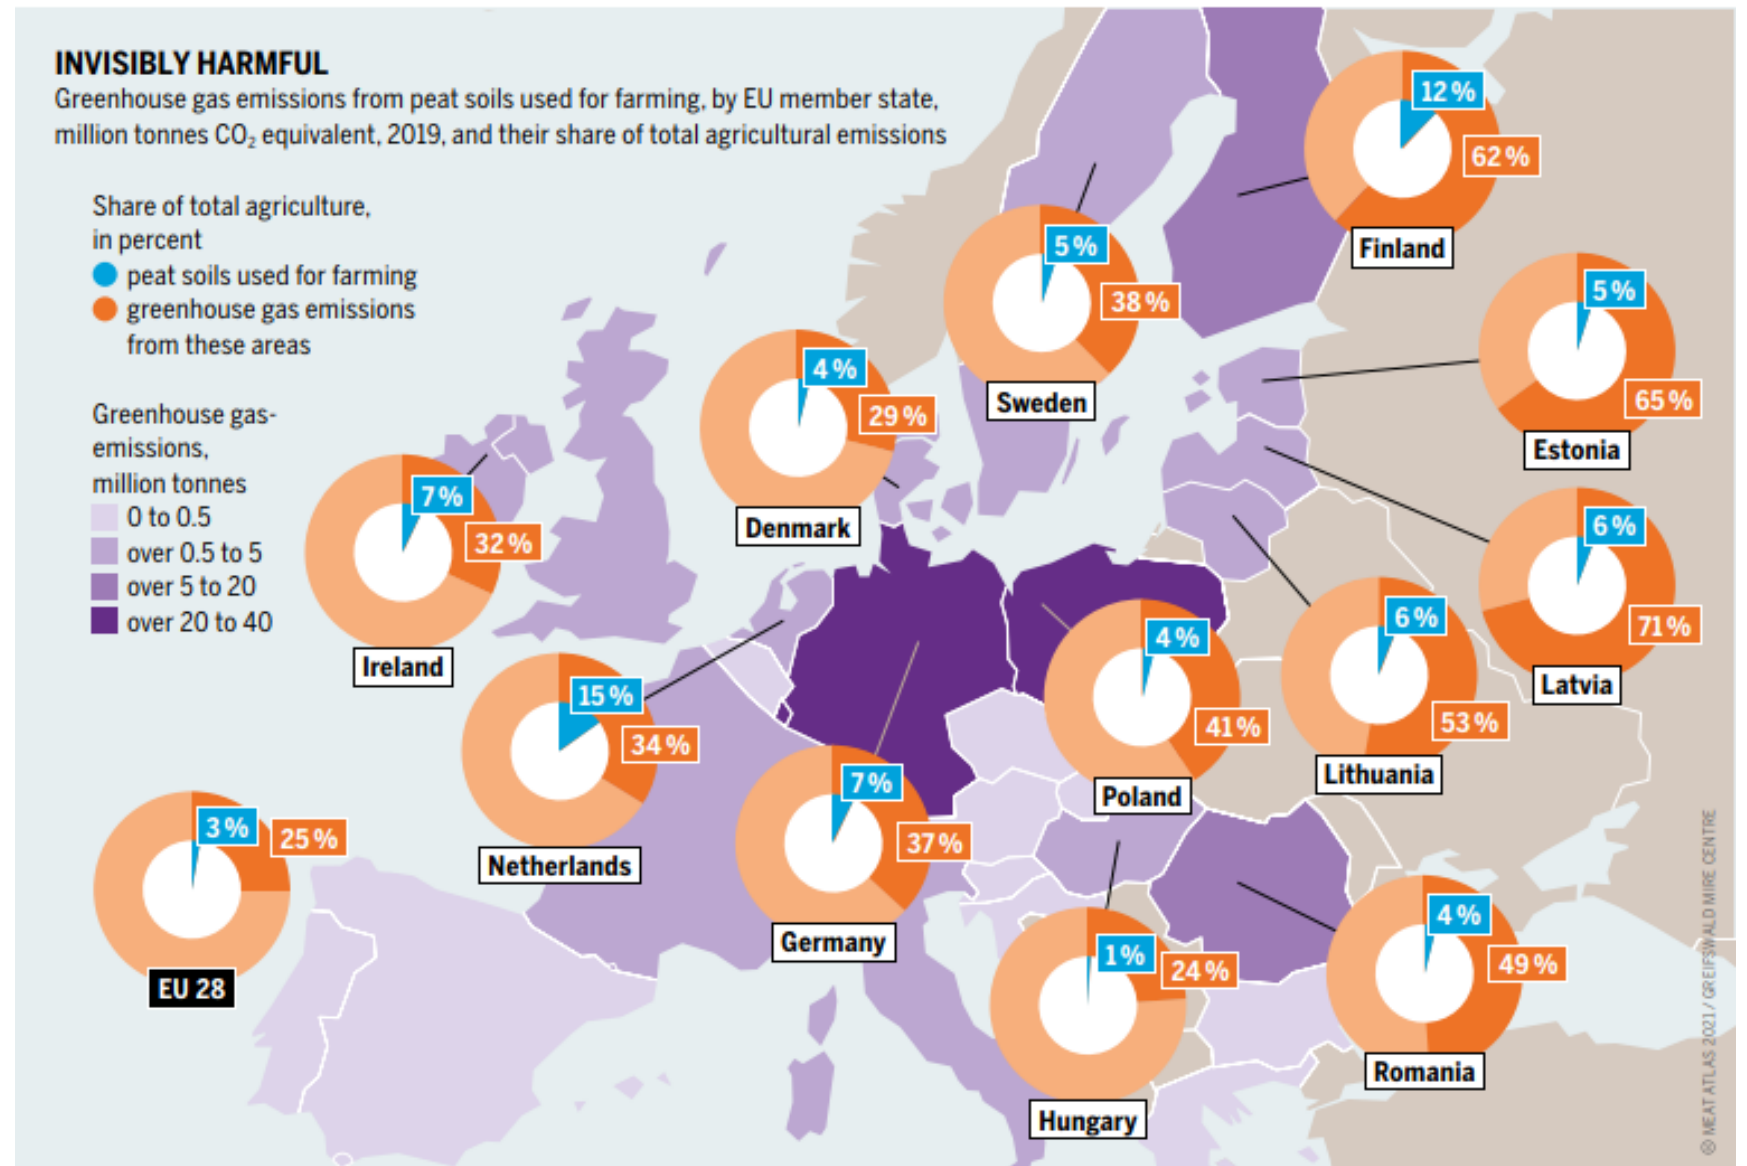 INVISIBLY HARMFUL
Greenhouse gas emissions from peat soils used for farming, by EU member state,
million tonnes CO₂ equivalent, 2019, and their share of total agricultural emissions
Share of total agriculture,
in percent
peat soils used for farming
greenhouse gas emissions
from these areas
Greenhouse gas-
emissions,
million tonnes
0 to 0.5
over 0.5 to 5
over 5 to 20
over 20 to 40
12 %
62 %
Finland
5 %
38 %
Sweden
5 %
65 %
Estonia
4 %
29 %
Denmark
7 %
32 %
Ireland
6 %
71 %
Latvia
6 %
53 %
Lithuania
4 %
41 %
Poland
15 %
34 %
Netherlands
7 %
37 %
Germany
3 %
25 %
EU 28
1 %
24 %
Hungary
4 %
49 %
Romania
MEAT ATLAS 2021 / GREIFSWALD MIRE CENTRE